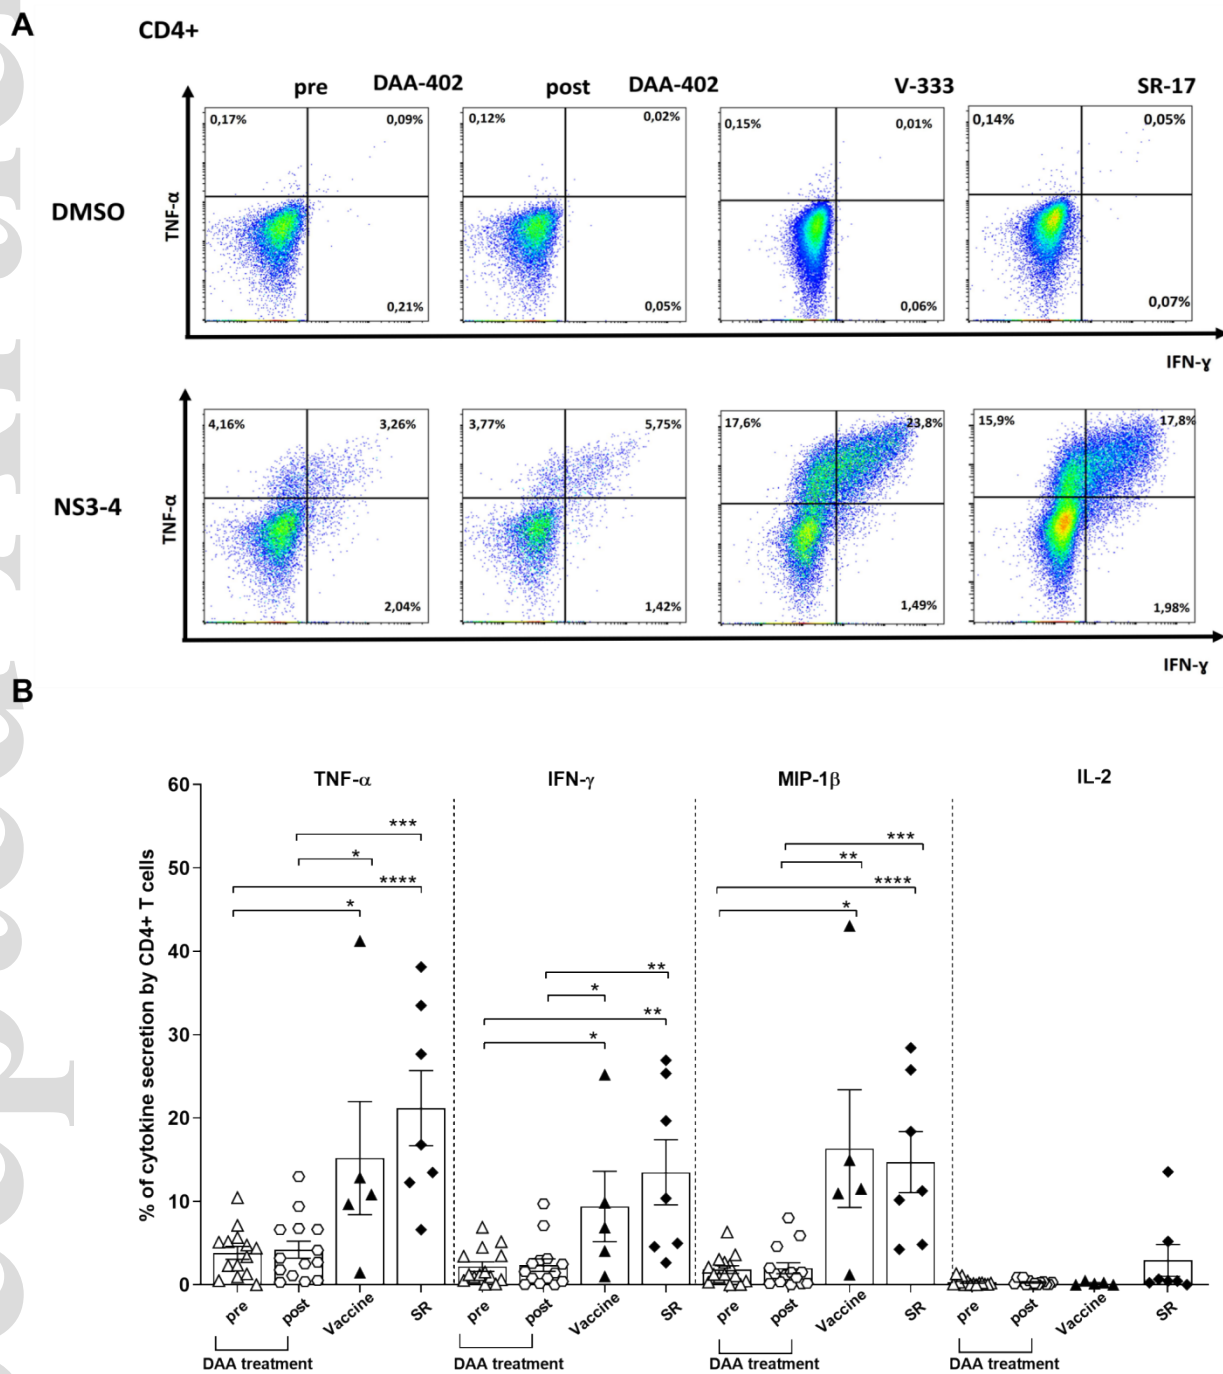 A
CD4+
pre DAA-402 post DAA-402 V-333 SR-17
0,17% 0,09% 0,12% 0,02% 0,15% 0,01% 0,14% 0,05%
DMSO
TNF-α
0,21% 0,05% 0,06% 0,07%
IFN-ɣ
4,16% 3,26% 3,77% 5,75% 17,6% 23,8% 15,9% 17,8%
NS3-4
TNF-α
2,04% 1,42% 1,49% 1,98%
IFN-ɣ
B
TNF-α IFN-γ MIP-1β IL-2
% of cytokine secretion by CD4+ T cells
60
50
40
30
20
10
0
*** * **** *
** * ** *
*** ** **** *
pre post Vaccine SR pre post Vaccine SR pre post Vaccine SR pre post Vaccine SR
DAA treatment DAA treatment DAA treatment DAA treatment